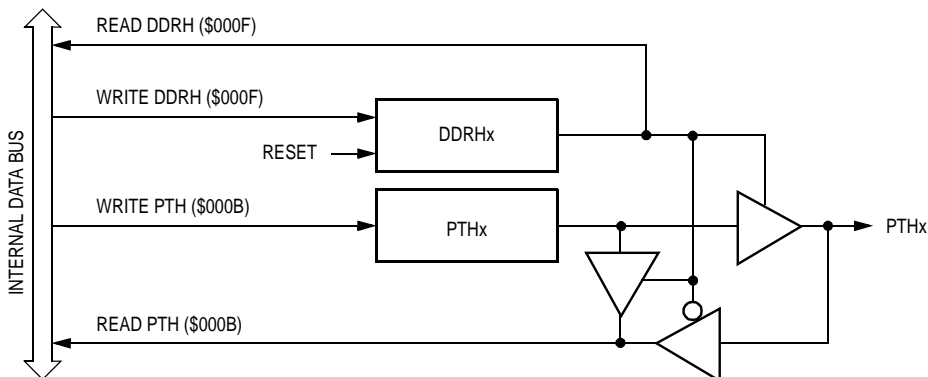 READ DDRH ($000F)
WRITE DDRH ($000F)
DDRHx
RESET
INTERNAL DATA BUS
WRITE PTH ($000B)
PTHx
PTHx
READ PTH ($000B)